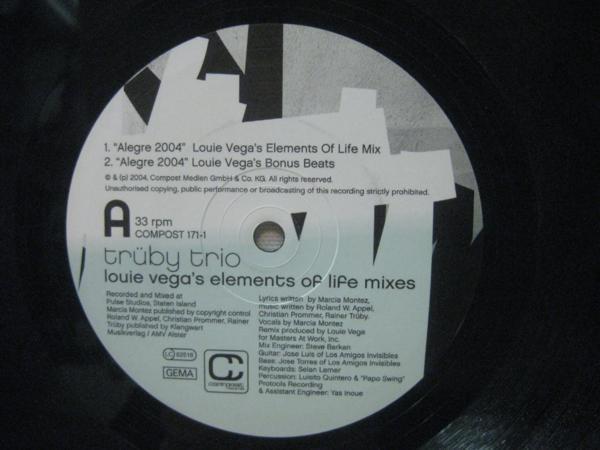 1. "Alegre 2004" Louie Vega's Elements Of Life Mix
2. "Alegre 2004" Louie Vega's Bonus Beats
© & (p) 2004, Compost Medien GmbH & Co. KG. All rights reserved.
Unauthorised copying, public performance or broadcasting of this recording strictly prohibited.
A
33 rpm
COMPOST 171-1
trüby trio
louie vega's elements of life mixes
Recorded and Mixed at
Pulse Studios, Staten Island
Marcia Montez published by copyright control
Roland W. Appel, Christian Prommer, Rainer
Trüby published by Klangwart
Musikverlag / AMV Alster
LC 02518
GEMA
compost
Lyrics written by Marcia Montez,
music written by Roland W. Appel,
Christian Prommer, Rainer Trüby.
Vocals by Marcia Montez
Remix produced by Louie Vega
for Masters At Work, Inc.
Mix Engineer: Steve Barkan
Guitar: Jose Luis of Los Amigos Invisibles
Bass: Jose Torres of Los Amigos Invisibles
Keyboards: Selan Lerner
Percussion: Luisito Quintero & "Papo Swing"
Protools Recording
& Assistant Engineer: Yas Inoue